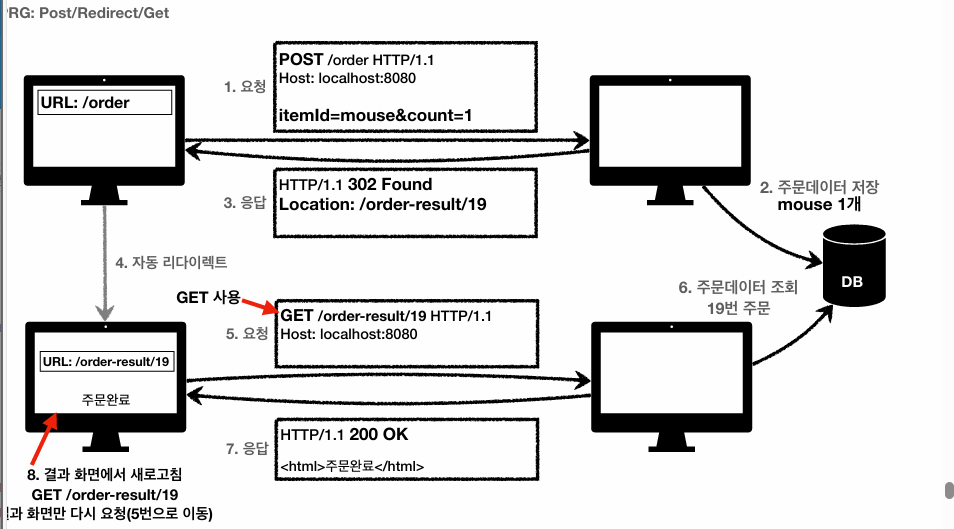 PRG: Post/Redirect/Get
POST /order HTTP/1.1
Host: localhost:8080
itemId=mouse&count=1
1. 요청
URL: /order
HTTP/1.1 302 Found
Location: /order-result/19
3. 응답
2. 주문데이터 저장
mouse 1개
DB
4. 자동 리다이렉트
GET 사용
GET /order-result/19 HTTP/1.1
Host: localhost:8080
5. 요청
6. 주문데이터 조회
19번 주문
URL: /order-result/19
주문완료
HTTP/1.1 200 OK
<html>주문완료</html>
7. 응답
8. 결과 화면에서 새로고침
GET /order-result/19
결과 화면만 다시 요청(5번으로 이동)